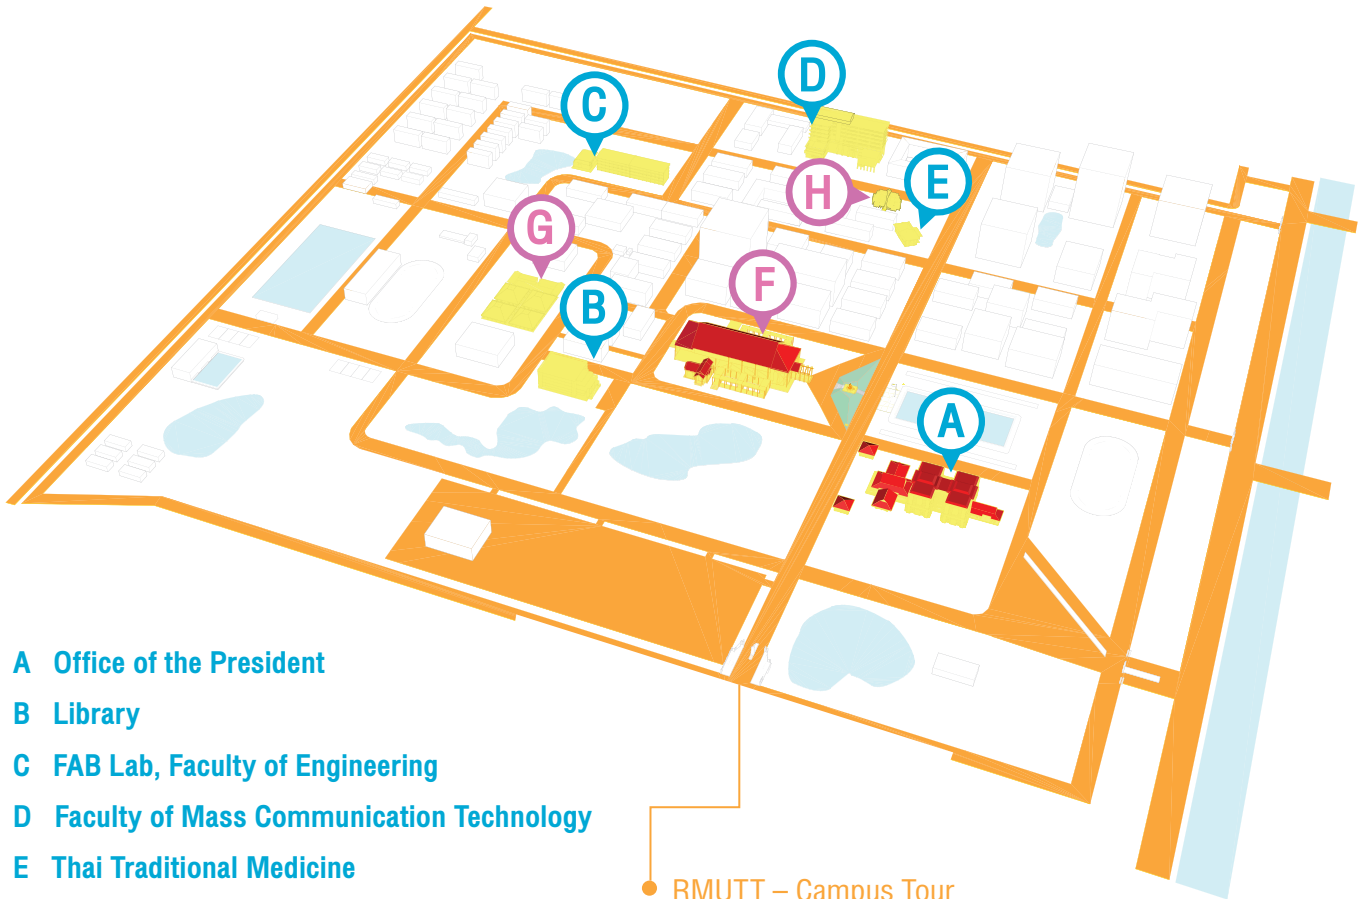 D
C
E
H
G
F
B
A
A Office of the President
B Library
C FAB Lab, Faculty of Engineering
D Faculty of Mass Communication Technology
E Thai Traditional Medicine
RMUTT – Campus Tour